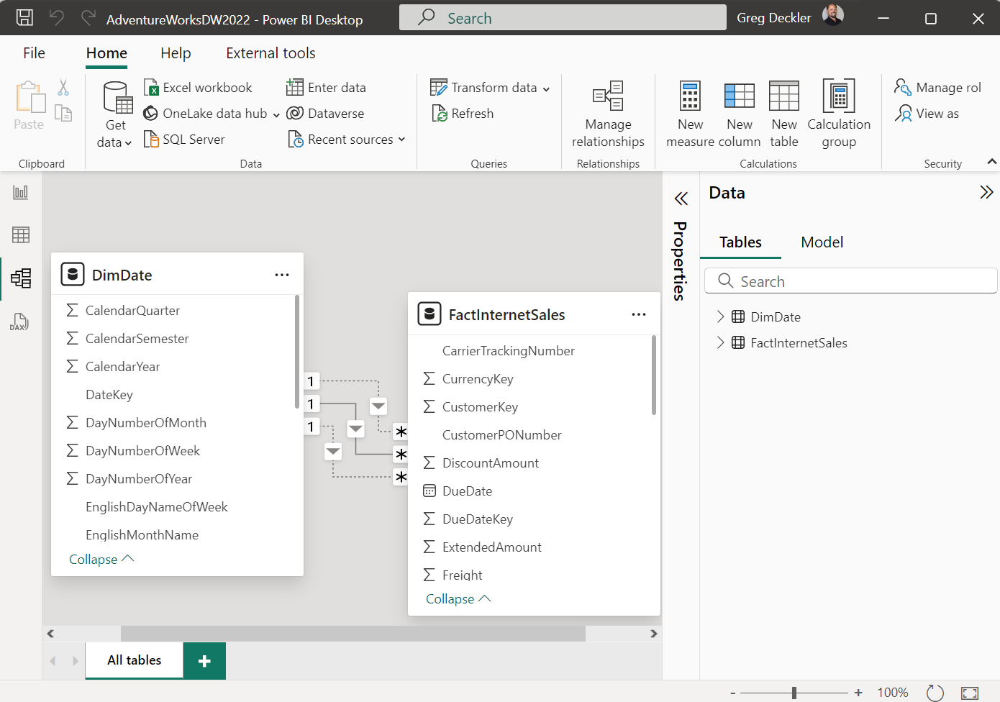 AdventureWorksDW2022 - Power BI Desktop
Search
Greg Deckler
File
Home
Help
External tools
Paste
Clipboard
Get
data
Excel workbook
OneLake data hub
SQL Server
Enter data
Dataverse
Recent sources
Data
Transform data
Refresh
Queries
Manage
relationships
Relationships
New
measure
New
column
New
table
Calculation
group
Calculations
Manage rol
View as
Security
DAX
DimDate
CalendarQuarter
CalendarSemester
CalendarYear
DateKey
DayNumberOfMonth
DayNumberOfWeek
DayNumberOfYear
EnglishDayNameOfWeek
EnglishMonthName
Collapse
1
1
1
*
*
*
FactInternetSales
CarrierTrackingNumber
CurrencyKey
CustomerKey
CustomerPONumber
DiscountAmount
DueDate
DueDateKey
ExtendedAmount
Freight
Collapse
Properties
Data
Tables
Model
Search
DimDate
FactInternetSales
All tables
+
- +
100%